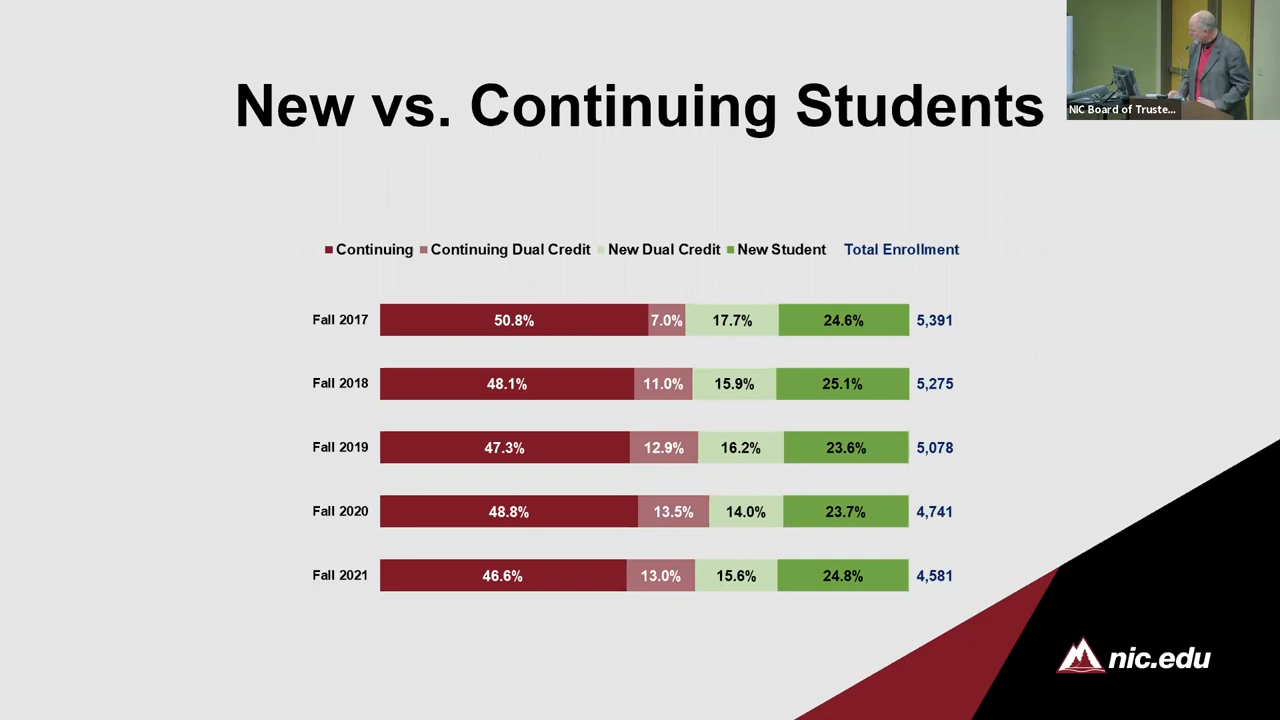 New vs. Continuing Students
NIC Board of Truste...
Continuing Continuing Dual Credit New Dual Credit New Student Total Enrollment
Fall 2017 50.8% 7.0% 17.7% 24.6% 5,391
Fall 2018 48.1% 11.0% 15.9% 25.1% 5,275
Fall 2019 47.3% 12.9% 16.2% 23.6% 5,078
Fall 2020 48.8% 13.5% 14.0% 23.7% 4,741
Fall 2021 46.6% 13.0% 15.6% 24.8% 4,581
nic.edu